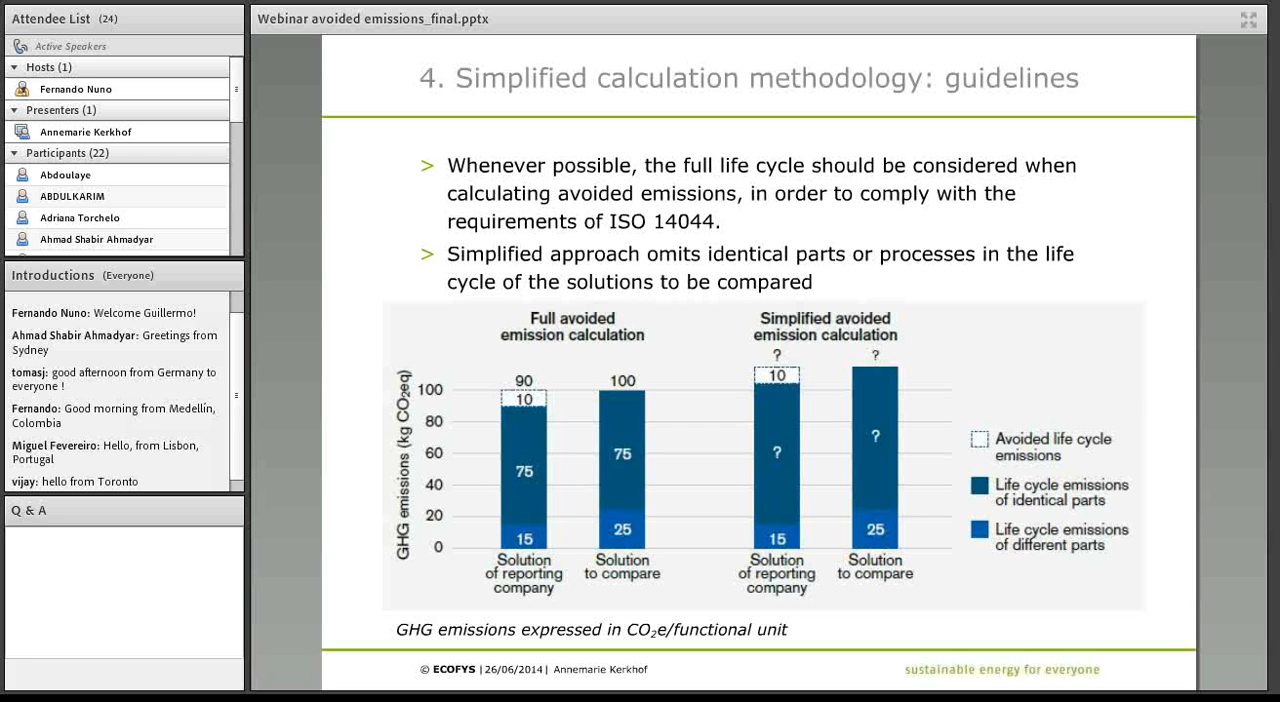 Attendee List (24)
Active Speakers
Hosts (1)
Fernando Nuno
Presenters (1)
Annemarie Kerkhof
Participants (22)
Abdoulaye
ABDULKARIM
Adriana Torchelo
Ahmad Shabir Ahmadyar
Introductions (Everyone)
Fernando Nuno: Welcome Guillermo!
Ahmad Shabir Ahmadyar: Greetings from
Sydney
tomasj: good afternoon from Germany to
everyone !
Fernando: Good morning from Medellín,
Colombia
Miguel Fevereiro: Hello, from Lisbon,
Portugal
vijay: hello from Toronto
Q & A
Webinar avoided emissions_final.pptx
4. Simplified calculation methodology: guidelines
> Whenever possible, the full life cycle should be considered when
calculating avoided emissions, in order to comply with the
requirements of ISO 14044.
> Simplified approach omits identical parts or processes in the life
cycle of the solutions to be compared
Full avoided
emission calculation
Simplified avoided
emission calculation
GHG emissions (kg CO2eq)
100
80
60
40
20
0
90
10
75
15
100
75
25
?
10
?
15
?
?
25
Solution
of reporting
company
Solution
to compare
Solution
of reporting
company
Solution
to compare
Avoided life cycle
emissions
Life cycle emissions
of identical parts
Life cycle emissions
of different parts
GHG emissions expressed in CO2e/functional unit
© ECOFYS | 26/06/2014 | Annemarie Kerkhof
sustainable energy for everyone